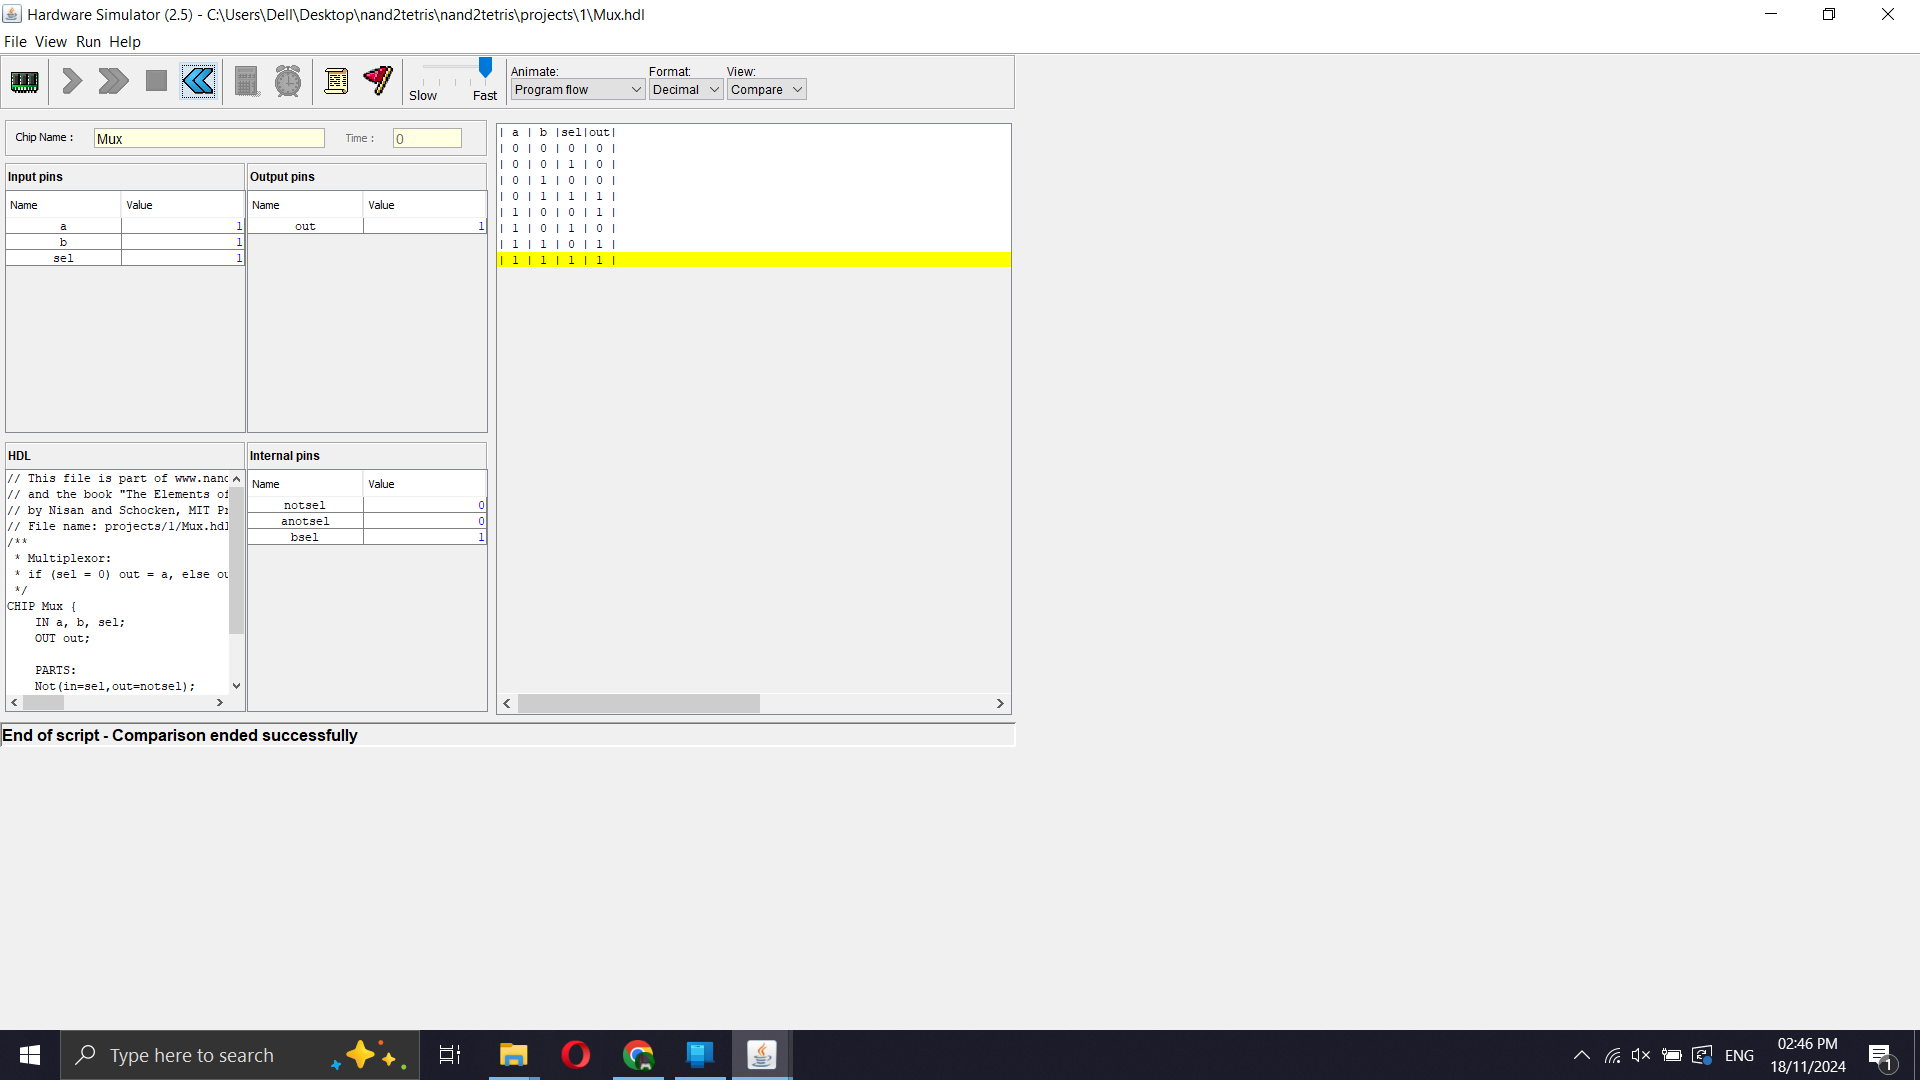 Hardware Simulator (2.5) - C:\Users\Dell\Desktop\nand2tetris\nand2tetris\projects\1\Mux.hdl
File View Run Help
Slow Fast
Animate: Format: View:
Program flow Decimal Compare
Chip Name : Mux Time : 0
Input pins
Name Value
a 1
b 1
sel 1
Output pins
Name Value
out 1
| a | b |sel|out|
| 0 | 0 | 0 | 0 |
| 0 | 0 | 1 | 0 |
| 0 | 1 | 0 | 0 |
| 0 | 1 | 1 | 1 |
| 1 | 0 | 0 | 1 |
| 1 | 0 | 1 | 0 |
| 1 | 1 | 0 | 1 |
| 1 | 1 | 1 | 1 |
HDL
// This file is part of www.nand
// and the book "The Elements of
// by Nisan and Schocken, MIT Pr
// File name: projects/1/Mux.hdl
/**
* Multiplexor:
* if (sel = 0) out = a, else ou
*/
CHIP Mux {
IN a, b, sel;
OUT out;
PARTS:
Not(in=sel,out=notsel);
Internal pins
Name Value
notsel 0
anotsel 0
bsel 1
End of script - Comparison ended successfully
Type here to search
ENG
02:46 PM
18/11/2024
1